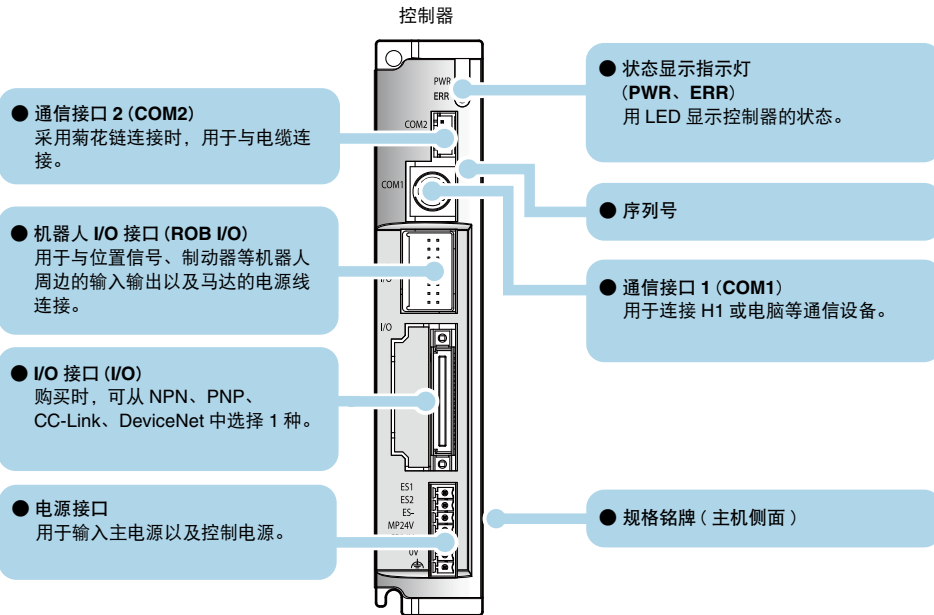 控制器
● 通信接口 2 (COM2)
采用菊花链连接时，用于与电缆连
接。
● 机器人 I/O 接口 (ROB I/O)
用于与位置信号、制动器等机器人
周边的输入输出以及马达的电源线
连接。
● I/O 接口 (I/O)
购买时，可从 NPN、PNP、
CC-Link、DeviceNet 中选择 1 种。
● 电源接口
用于输入主电源以及控制电源。
PWR
ERR
COM2
COM1
I/O
I/O
ES1
ES2
ES-
MP24V
0V
● 状态显示指示灯
(PWR、ERR)
用 LED 显示控制器的状态。
● 序列号
● 通信接口 1 (COM1)
用于连接 H1 或电脑等通信设备。
● 规格铭牌 ( 主机侧面 )